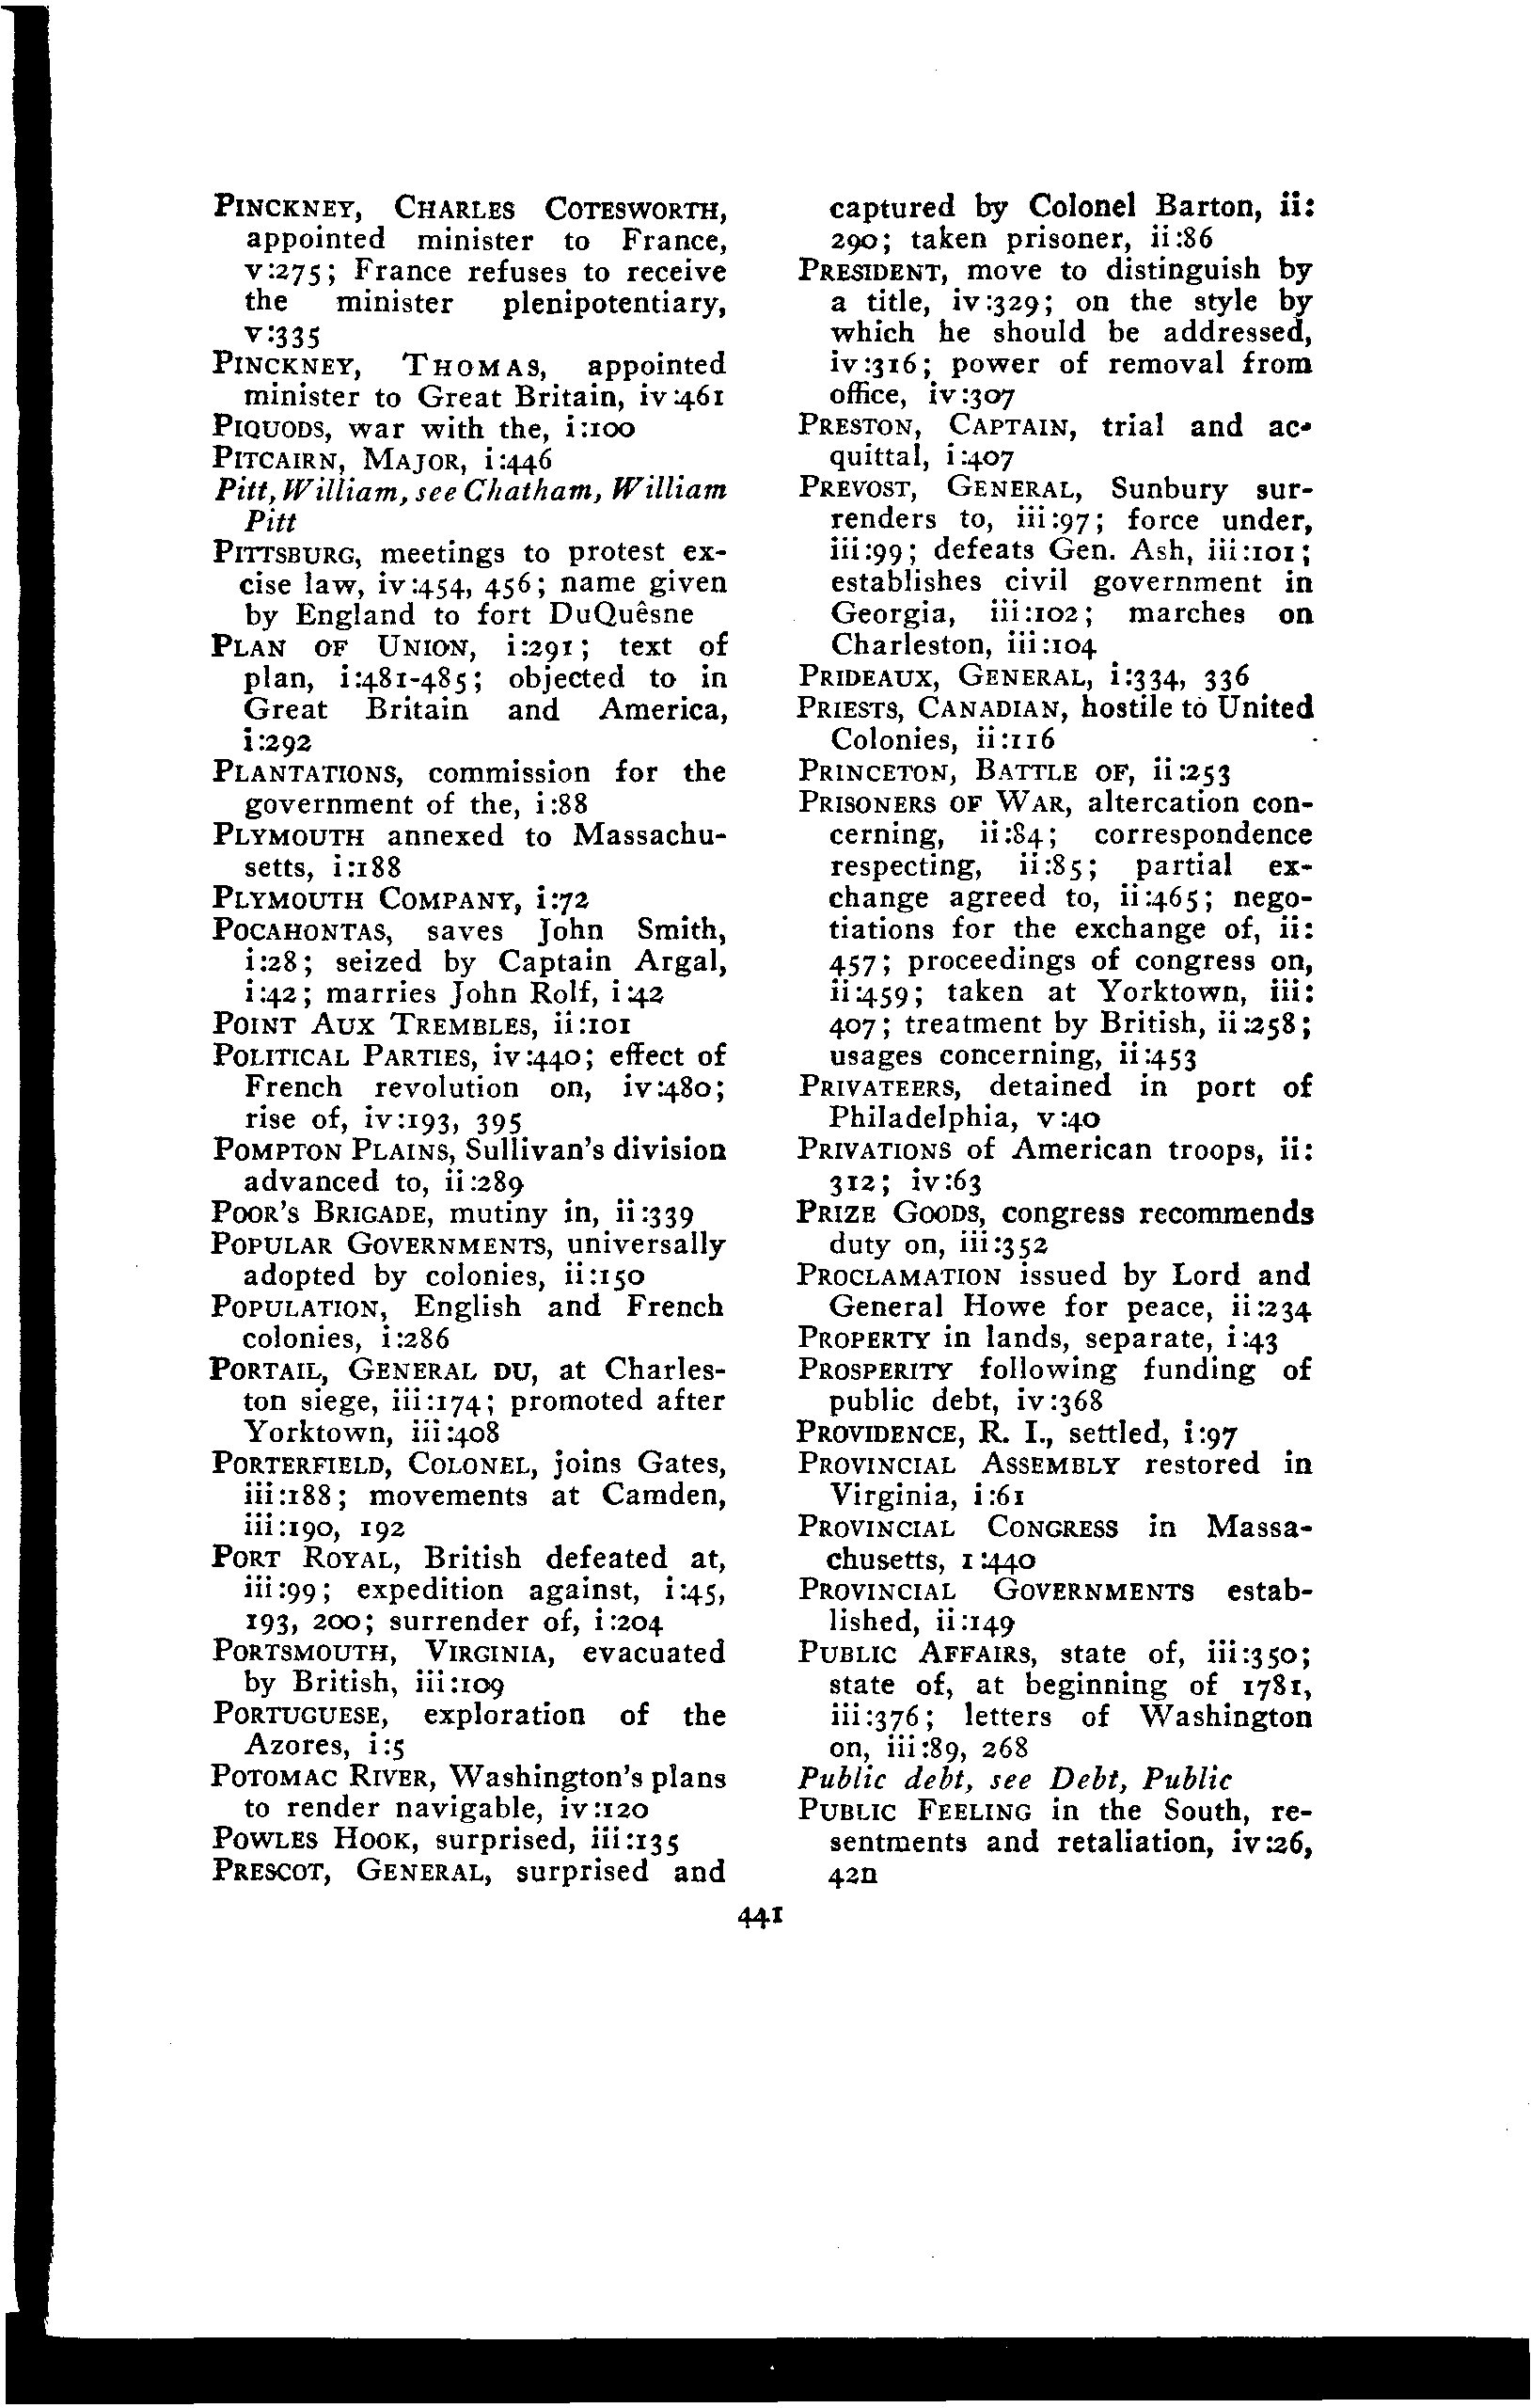 PINCKNEY, CHARLES COTESWORTH,
appointed minister to France,
v:275; France refuses to receive
the minister plenipotentiary,
v:335
PINCKNEY, THOMAS, appointed
minister to Great Britain, iv:461
PIQUODS, war with the, i:100
PITCAIRN, MAJOR, i:446
Pitt, William, see Chatham, William
Pitt
PITTSBURG, meetings to protest ex-
cise law, iv:454, 456; name given
by England to fort DuQuêsne
PLAN OF UNION, i:291; text of
plan, i:481-485; objected to in
Great Britain and America,
i:292
PLANTATIONS, commission for the
government of the, i:88
PLYMOUTH annexed to Massachu-
setts, i:188
PLYMOUTH COMPANY, i:72
POCAHONTAS, saves John Smith,
i:28; seized by Captain Argal,
i:42; marries John Rolf, i:42
POINT AUX TREMBLES, ii:101
POLITICAL PARTIES, iv:440; effect of
French revolution on, iv:480;
rise of, iv:193, 395
POMPTON PLAINS, Sullivan's division
advanced to, ii:289
POOR'S BRIGADE, mutiny in, ii:339
POPULAR GOVERNMENTS, universally
adopted by colonies, ii:150
POPULATION, English and French
colonies, i:286
PORTAIL, GENERAL DU, at Charles-
ton siege, iii:174; promoted after
Yorktown, iii:408
PORTERFIELD, COLONEL, joins Gates,
iii:188; movements at Camden,
iii:190, 192
PORT ROYAL, British defeated at,
iii:99; expedition against, i:45,
193, 200; surrender of, i:204
PORTSMOUTH, VIRGINIA, evacuated
by British, iii:109
PORTUGUESE, exploration of the
Azores, i:5
POTOMAC RIVER, Washington's plans
to render navigable, iv:120
POWLES HOOK, surprised, iii:135
PRESCOT, GENERAL, surprised and
captured by Colonel Barton, ii:
290; taken prisoner, ii:86
PRESIDENT, move to distinguish by
a title, iv:329; on the style by
which he should be addressed,
iv:316; power of removal from
office, iv:307
PRESTON, CAPTAIN, trial and ac-
quittal, i:407
PREVOST, GENERAL, Sunbury sur-
renders to, iii:97; force under,
iii:99; defeats Gen. Ash, iii:101;
establishes civil government in
Georgia, iii:102; marches on
Charleston, iii:104
PRIDEAUX, GENERAL, i:334, 336
PRIESTS, CANADIAN, hostile to United
Colonies, ii:116
PRINCETON, BATTLE OF, ii:253
PRISONERS OF WAR, altercation con-
cerning, ii:84; correspondence
respecting, ii:85; partial ex-
change agreed to, ii:465; nego-
tiations for the exchange of, ii:
457; proceedings of congress on,
ii:459; taken at Yorktown, iii:
407; treatment by British, ii:258;
usages concerning, ii:453
PRIVATEERS, detained in port of
Philadelphia, v:40
PRIVATIONS of American troops, ii:
312; iv:63
PRIZE GOODS, congress recommends
duty on, iii:352
PROCLAMATION issued by Lord and
General Howe for peace, ii:234
PROPERTY in lands, separate, i:43
PROSPERITY following funding of
public debt, iv:368
PROVIDENCE, R. I., settled, i:97
PROVINCIAL ASSEMBLY restored in
Virginia, i:61
PROVINCIAL CONGRESS in Massa-
chusetts, 1:440
PROVINCIAL GOVERNMENTS estab-
lished, ii:149
PUBLIC AFFAIRS, state of, iii:350;
state of, at beginning of 1781,
iii:376; letters of Washington
on, iii:89, 268
Public debt, see Debt, Public
PUBLIC FEELING in the South, re-
sentments and retaliation, iv:26,
42n
441